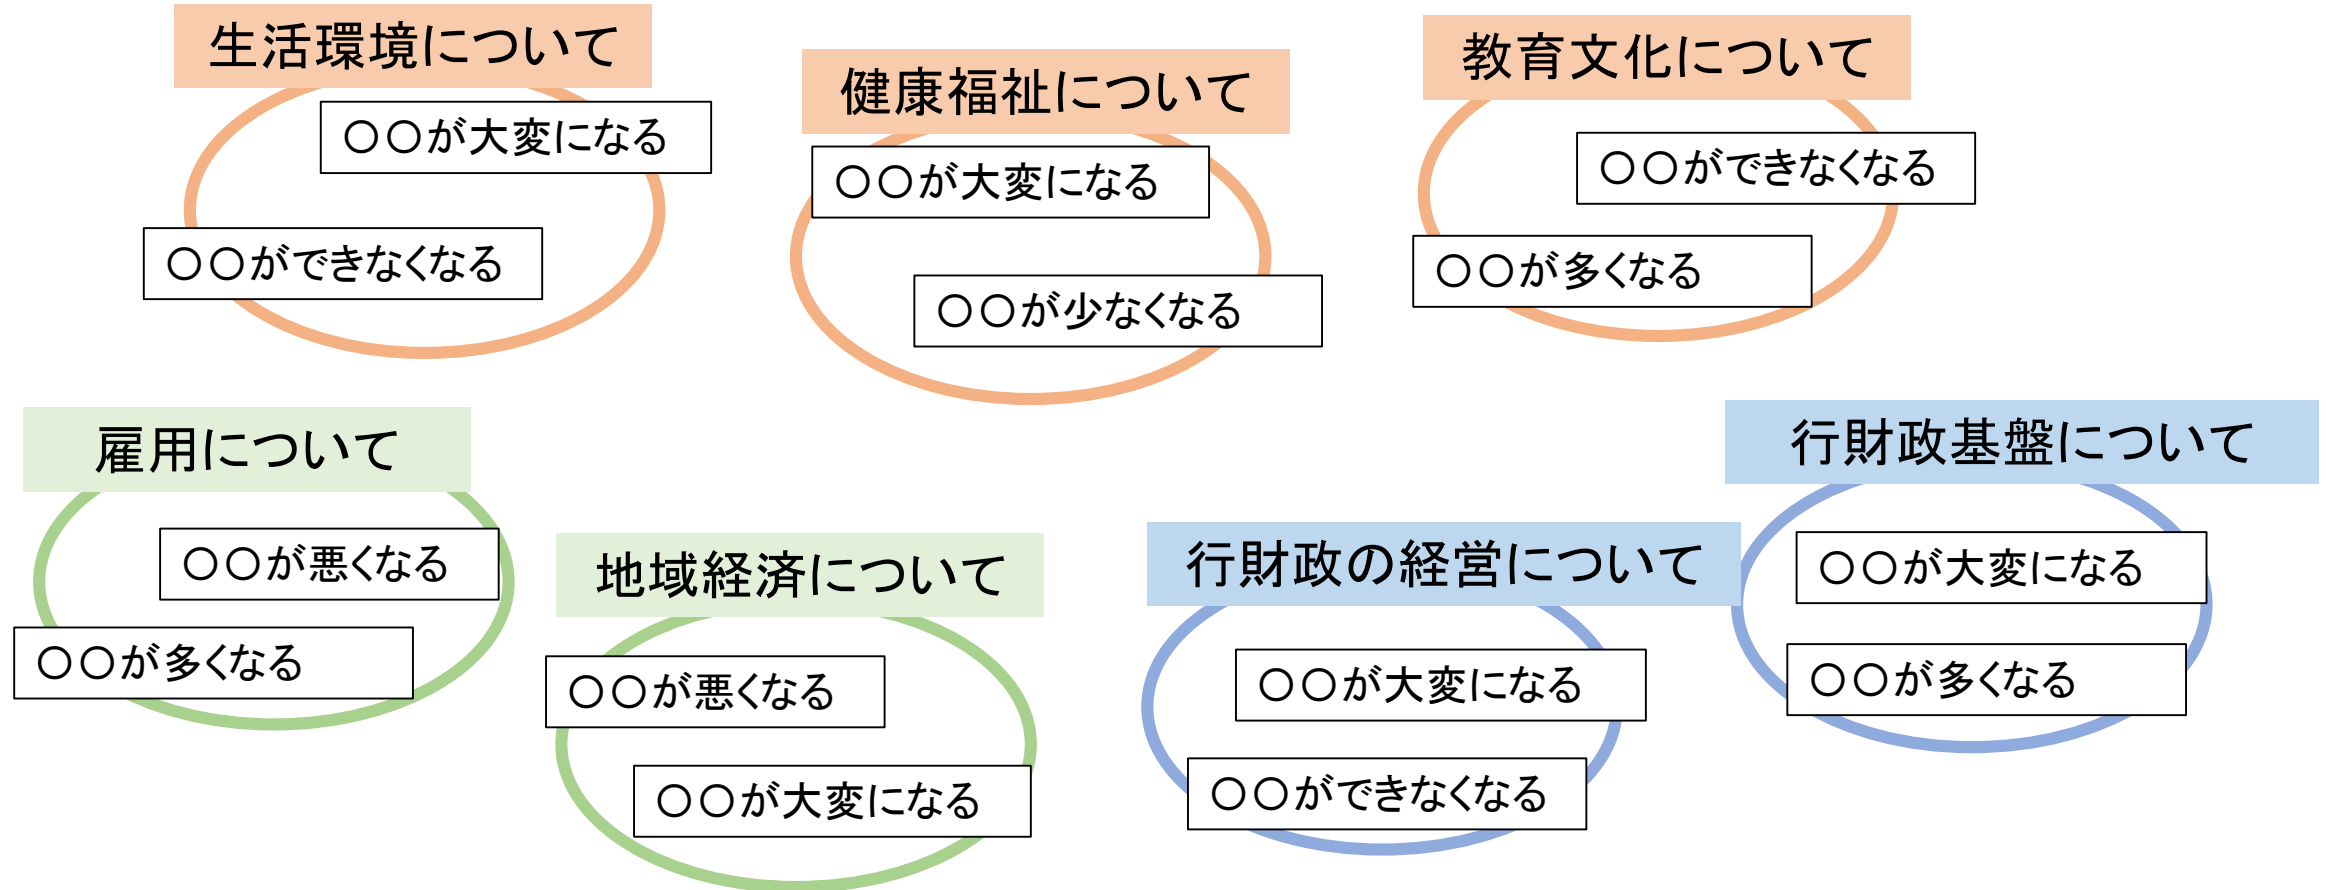 生活環境について
〇〇が大変になる
〇〇ができなくなる
健康福祉について
〇〇が大変になる
〇〇が少なくなる
教育文化について
〇〇ができなくなる
〇〇が多くなる
雇用について
〇〇が悪くなる
〇〇が多くなる
地域経済について
〇〇が悪くなる
〇〇が大変になる
行財政の経営について
〇〇が大変になる
〇〇ができなくなる
行財政基盤について
〇〇が大変になる
〇〇が多くなる